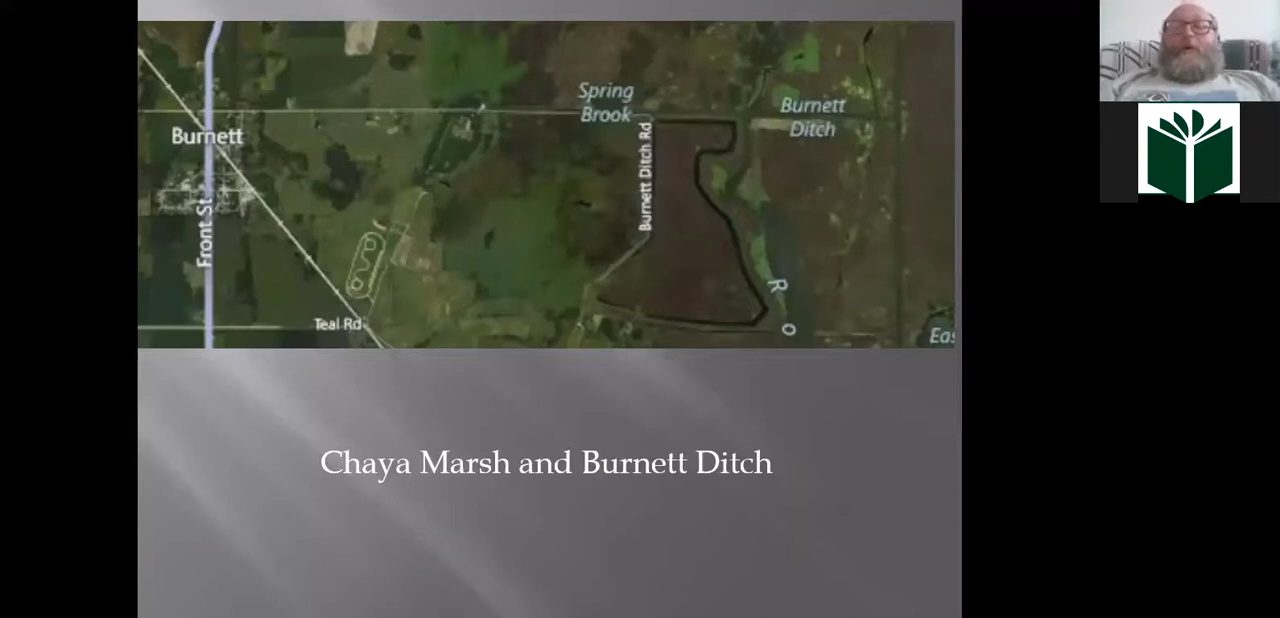 Spring
Brook
Burnett
Ditch
Burnett
Burnett Ditch Rd
Front St
R
o
Teal Rd
Eas
Chaya Marsh and Burnett Ditch